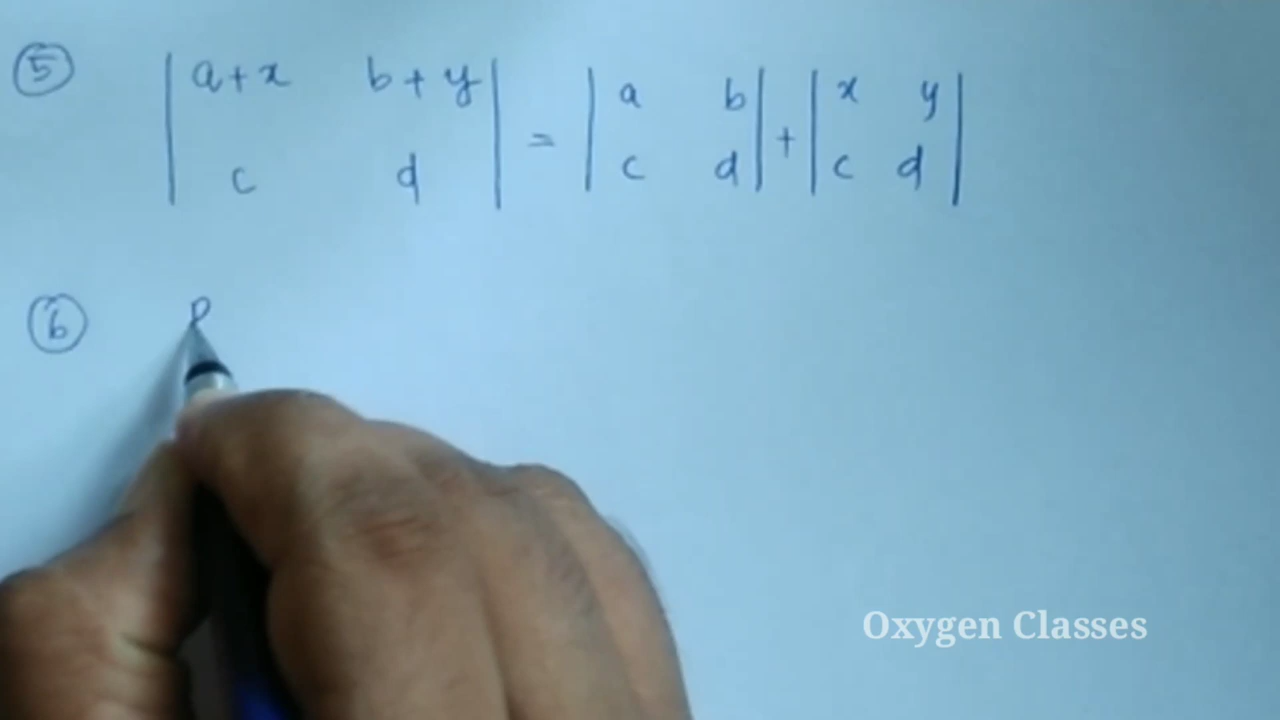 ⑤ | a+x b+y | = | a b | + | x y |
| c d | | c d | | c d |
⑥ R
Oxygen Classes